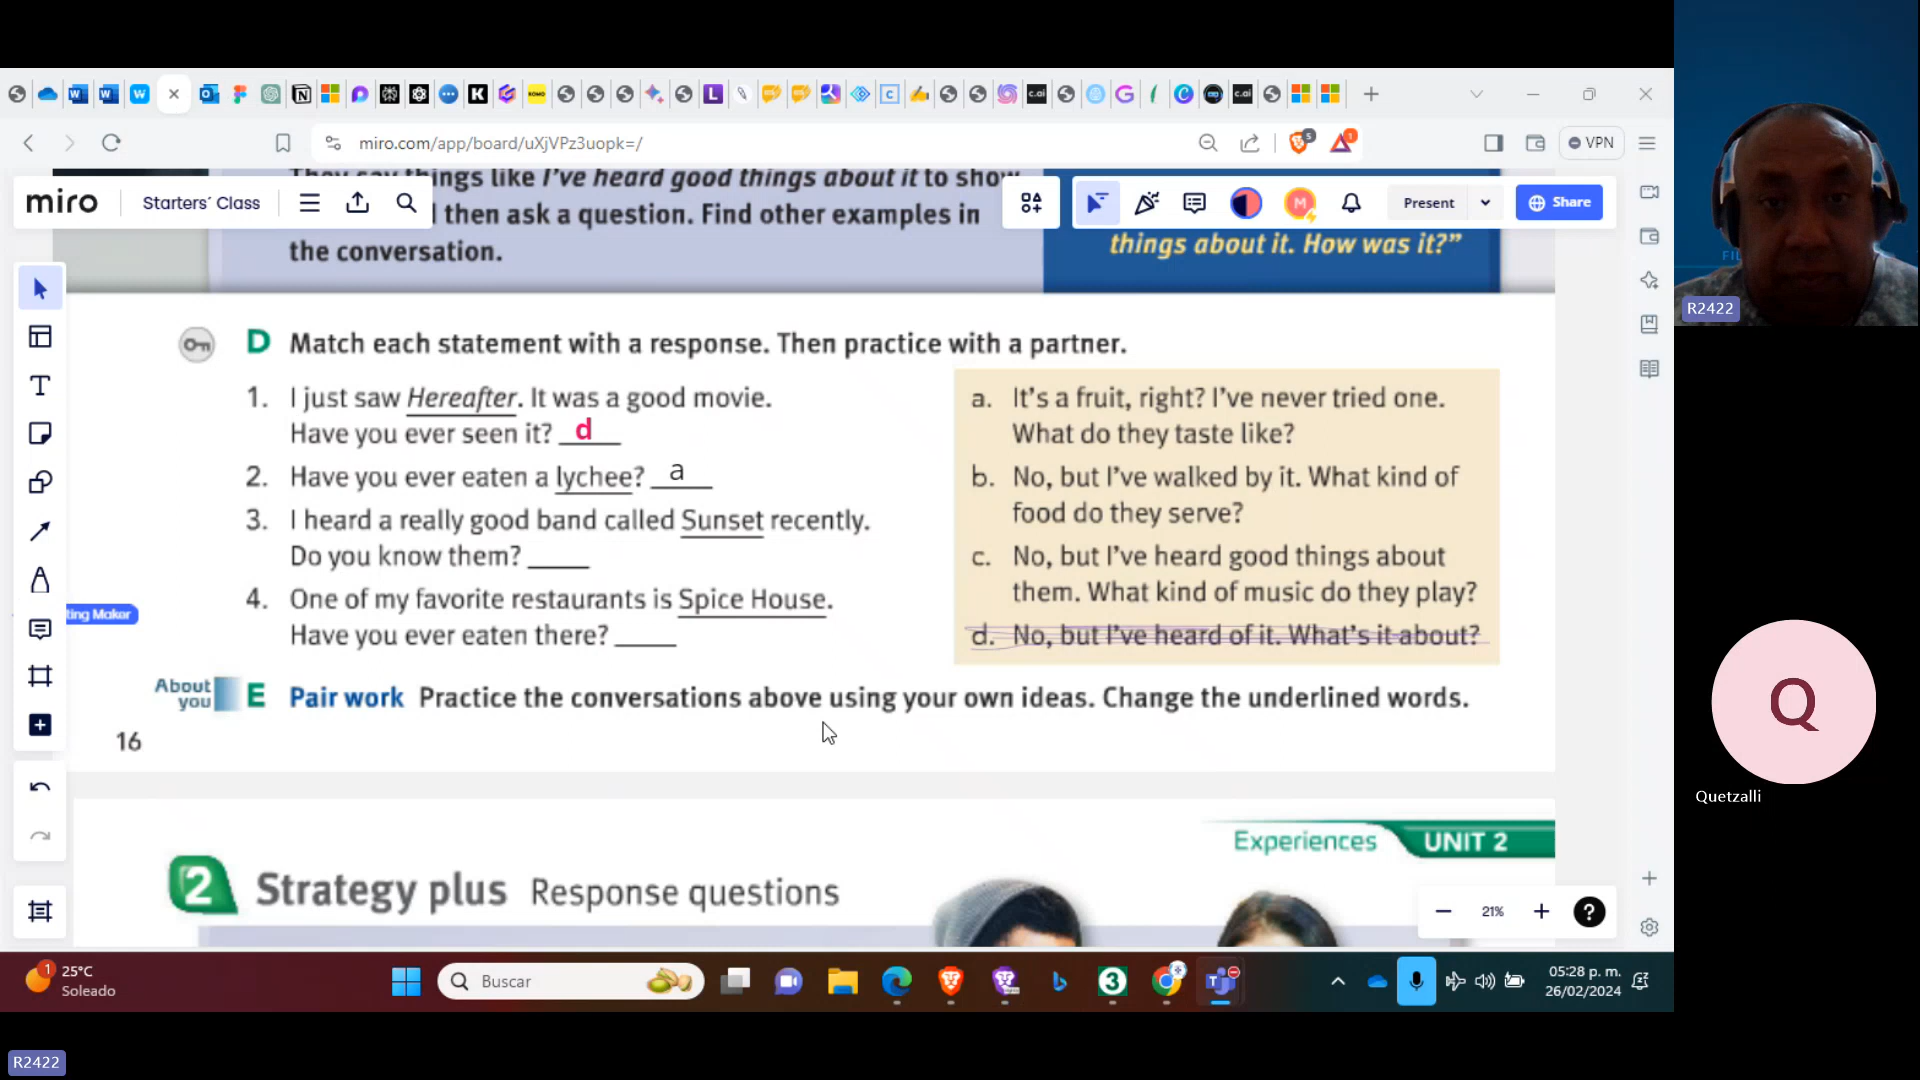 miro.com/app/board/uXjVPz3uopk=/
VPN
They say things like I've heard good things about it to show
miro
Starters´ Class
Present
Share
then ask a question. Find other examples in
the conversation.
things about it. How was it?"
R2422
D Match each statement with a response. Then practice with a partner.
1. I just saw Hereafter. It was a good movie.
Have you ever seen it? d
2. Have you ever eaten a lychee? a
3. I heard a really good band called Sunset recently.
Do you know them?
4. One of my favorite restaurants is Spice House.
Have you ever eaten there?
a. It's a fruit, right? I've never tried one.
What do they taste like?
b. No, but I've walked by it. What kind of
food do they serve?
c. No, but I've heard good things about
them. What kind of music do they play?
d. No, but I've heard of it. What's it about?
ting Maker
About
you
E Pair work Practice the conversations above using your own ideas. Change the underlined words.
16
Q
Quetzalli
Experiences UNIT 2
2 Strategy plus Response questions
21%
25°C
Soleado
Buscar
05:28 p. m.
26/02/2024
R2422